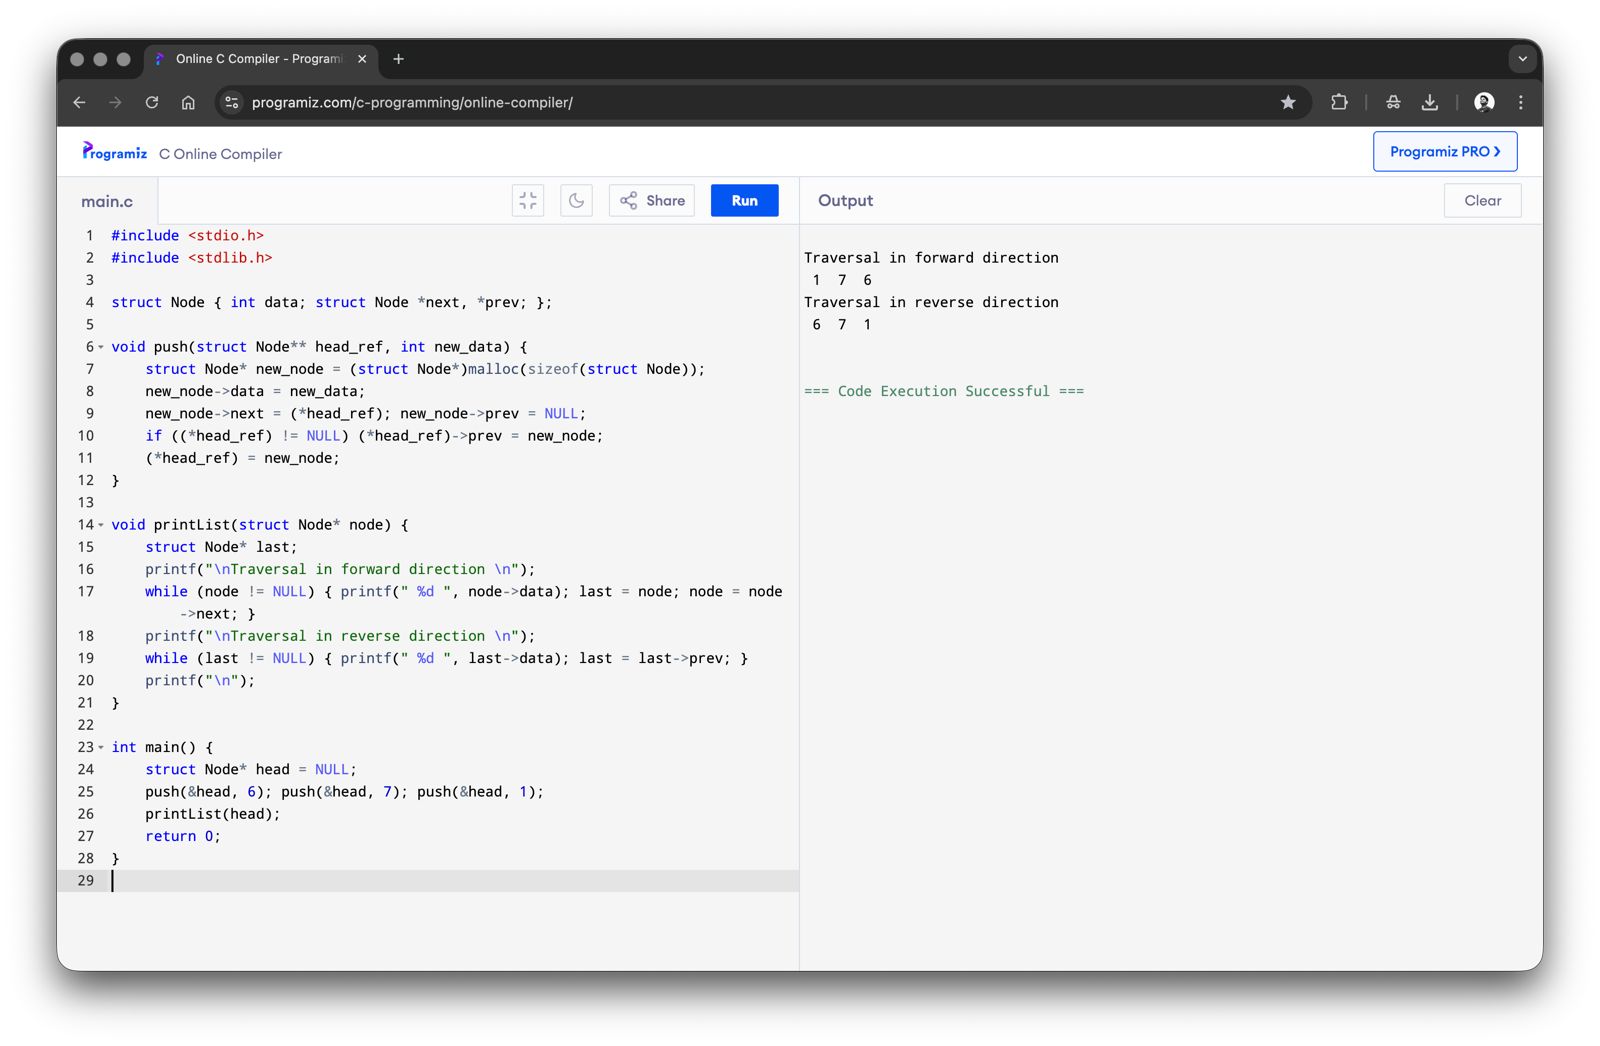 Online C Compiler - Programi
programiz.com/c-programming/online-compiler/
Programiz C Online Compiler
Programiz PRO ❯
main.c
Share
Run
Output
Clear
1 #include <stdio.h>
2 #include <stdlib.h>
3
4 struct Node { int data; struct Node *next, *prev; };
5
6 void push(struct Node** head_ref, int new_data) {
7     struct Node* new_node = (struct Node*)malloc(sizeof(struct Node));
8     new_node->data = new_data;
9     new_node->next = (*head_ref); new_node->prev = NULL;
10     if ((*head_ref) != NULL) (*head_ref)->prev = new_node;
11     (*head_ref) = new_node;
12 }
13
14 void printList(struct Node* node) {
15     struct Node* last;
16     printf("\nTraversal in forward direction \n");
17     while (node != NULL) { printf(" %d ", node->data); last = node; node = node
        ->next; }
18     printf("\nTraversal in reverse direction \n");
19     while (last != NULL) { printf(" %d ", last->data); last = last->prev; }
20     printf("\n");
21 }
22
23 int main() {
24     struct Node* head = NULL;
25     push(&head, 6); push(&head, 7); push(&head, 1);
26     printList(head);
27     return 0;
28 }
29
Traversal in forward direction
 1  7  6
Traversal in reverse direction
 6  7  1
=== Code Execution Successful ===